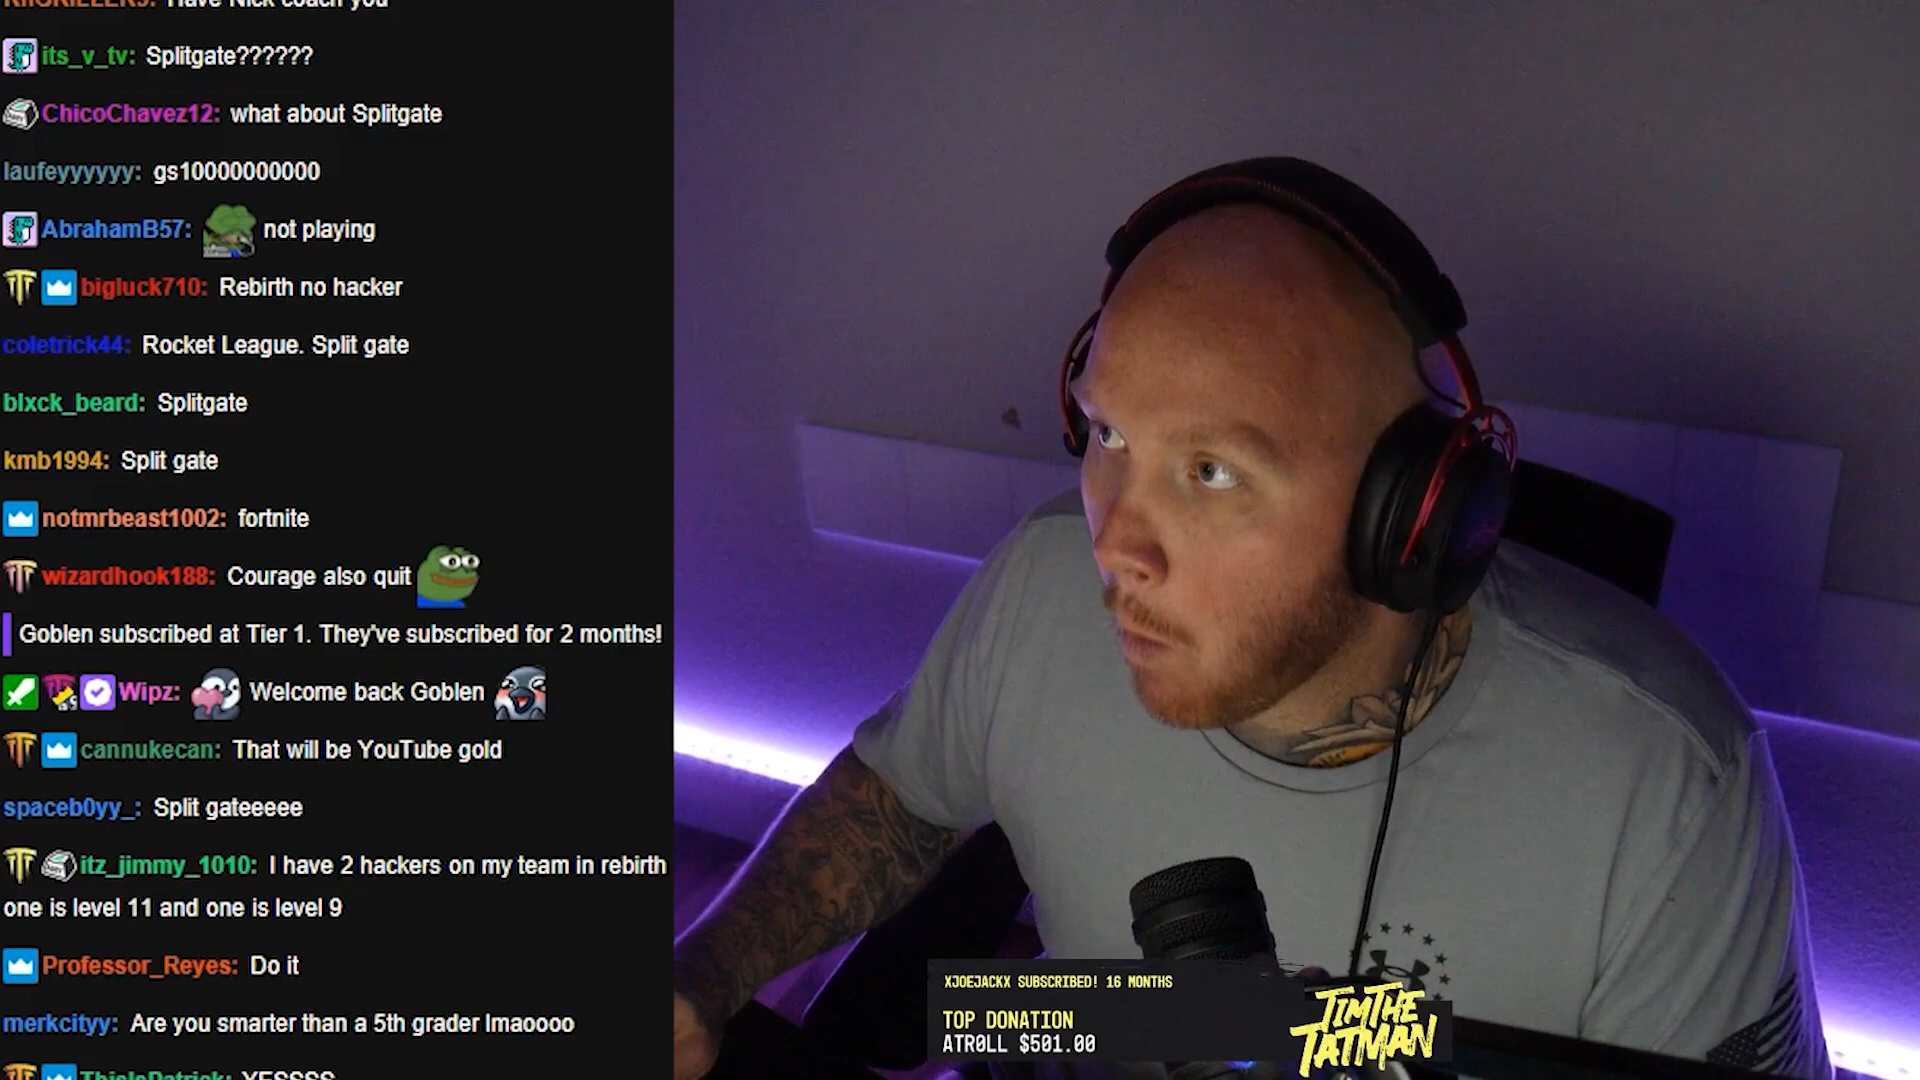 its_v_tv: Splitgate??????
ChicoChavez12: what about Splitgate
laufeyyyyyy: gs10000000000
AbrahamB57: not playing
bigluck710: Rebirth no hacker
coletrick44: Rocket League. Split gate
blxck_beard: Splitgate
kmb1994: Split gate
notmrbeast1002: fortnite
wizardhook188: Courage also quit
Goblen subscribed at Tier 1. They've subscribed for 2 months!
Wipz: Welcome back Goblen
cannukecan: That will be YouTube gold
spaceb0yy_: Split gateeeee
itz_jimmy_1010: I have 2 hackers on my team in rebirth
one is level 11 and one is level 9
Professor_Reyes: Do it
merkcityy: Are you smarter than a 5th grader lmaoooo
ThisIsPatrick: YESSSS
XJOEJACKX SUBSCRIBED! 16 MONTHS
TOP DONATION
ATR0LL $501.00
TIMTHE
TATMAN